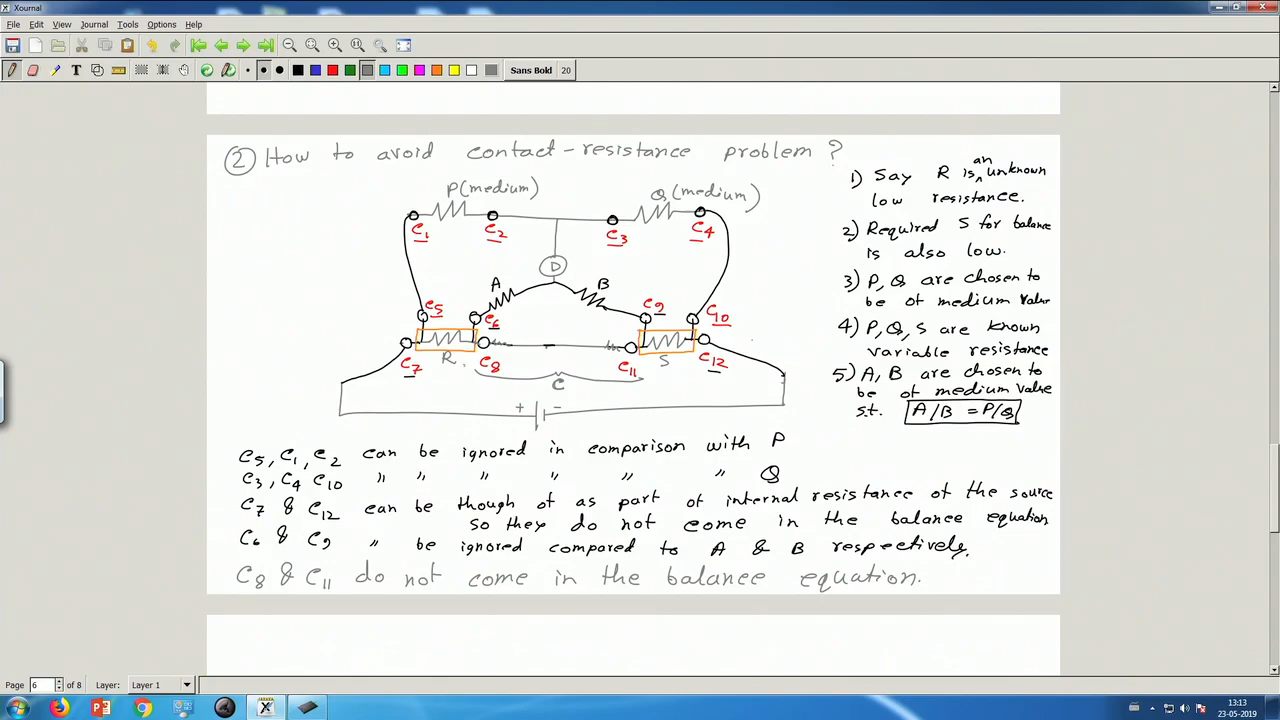 Xournal
File Edit View Journal Tools Options Help
Sans Bold 20
② How to avoid contact-resistance problem?
P(medium) Q(medium)
C1 C2 C3 C4
D
A B
C5 C6 C9 C10
R S
C7 C8 C11 C12
C
+ -
1) Say R is an unknown
low resistance.
2) Required S for balance
is also low.
3) P, Q are chosen to
be of medium value
4) P, Q, S are known
variable resistance
5) A, B are chosen to
be of medium value
s.t. A/B = P/Q
C5, C1, C2 can be ignored in comparison with P
C3, C4 C10 " " " " " Q
C7 & C12 can be though of as part of internal resistance of the source
so they do not come in the balance equation
C6 & C9 " be ignored compared to A & B respectively.
C8 & C11 do not come in the balance equation.
Page 6 of 8 Layer: Layer 1
13:13
23-05-2019